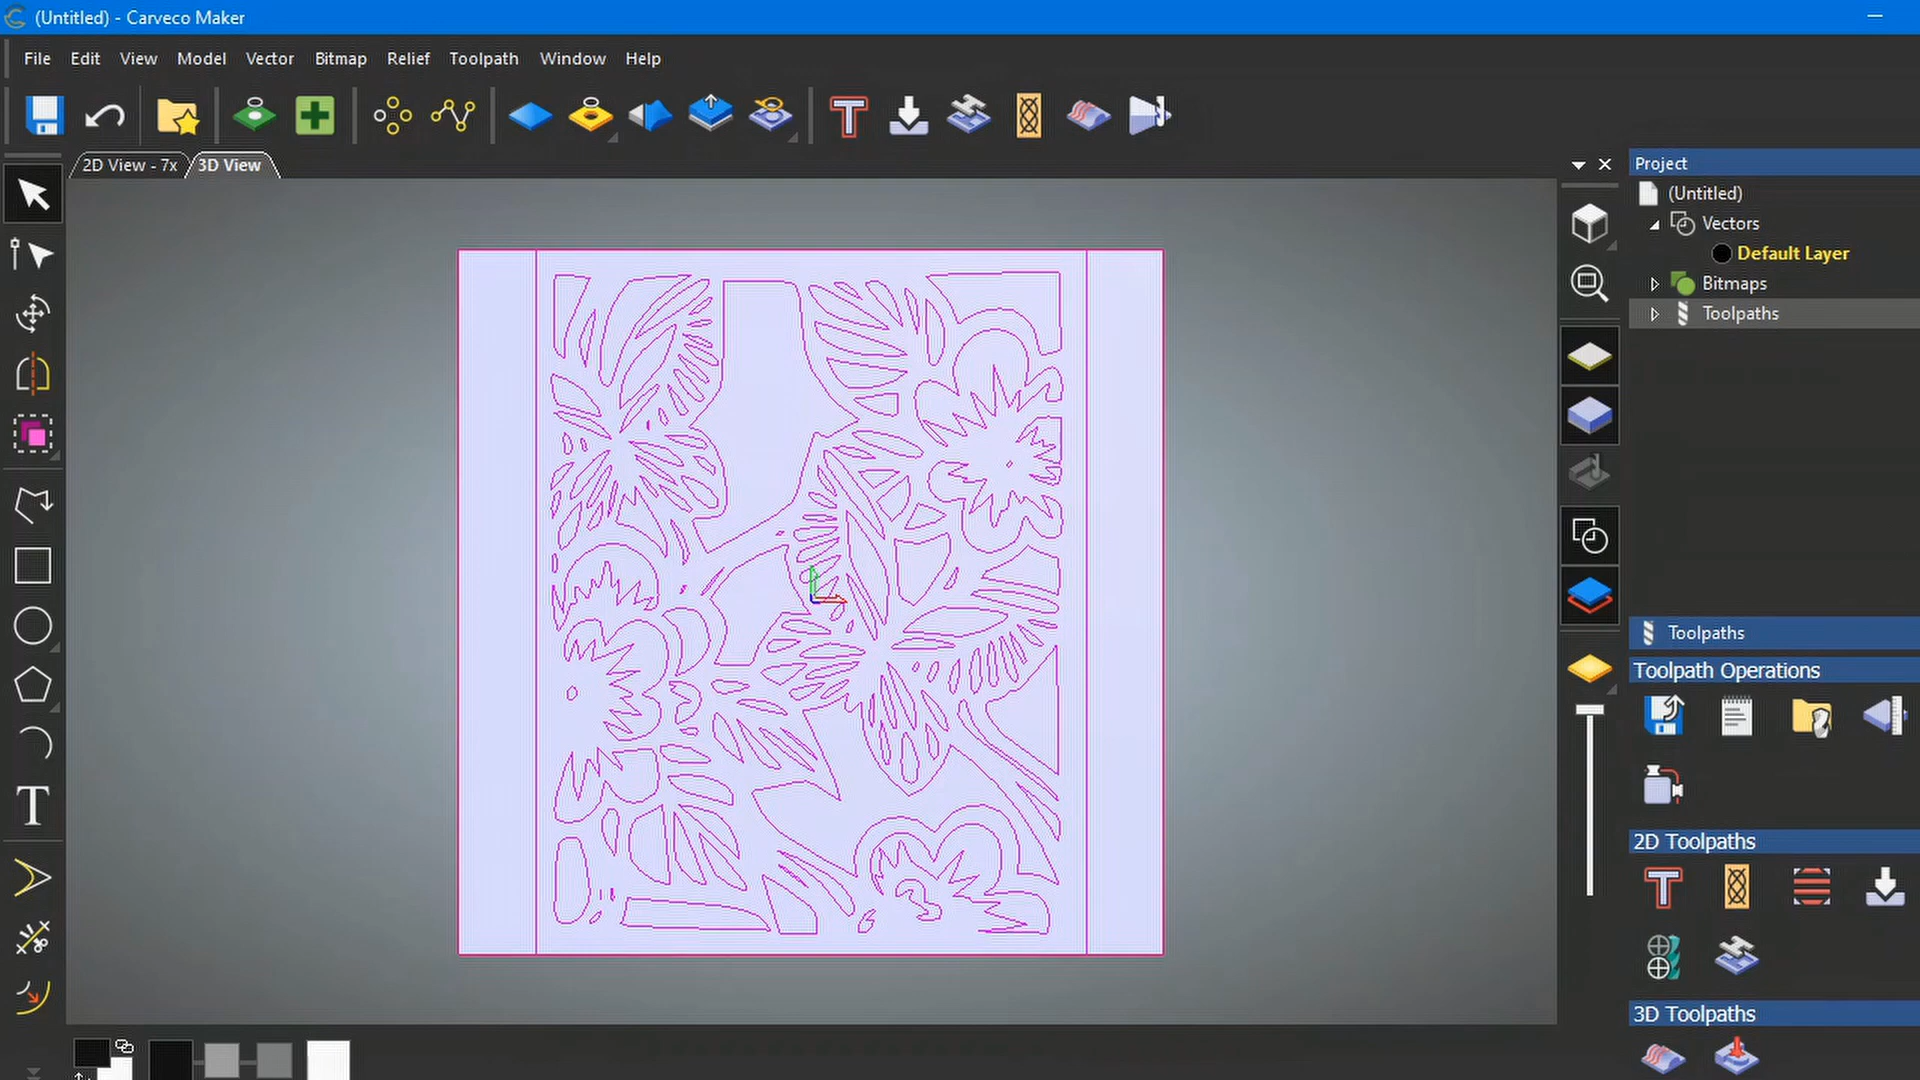 (Untitled) - Carveco Maker
File Edit View Model Vector Bitmap Relief Toolpath Window Help
2D View - 7x 3D View
Project
(Untitled)
Vectors
Default Layer
Bitmaps
Toolpaths
Toolpaths
Toolpath Operations
2D Toolpaths
3D Toolpaths